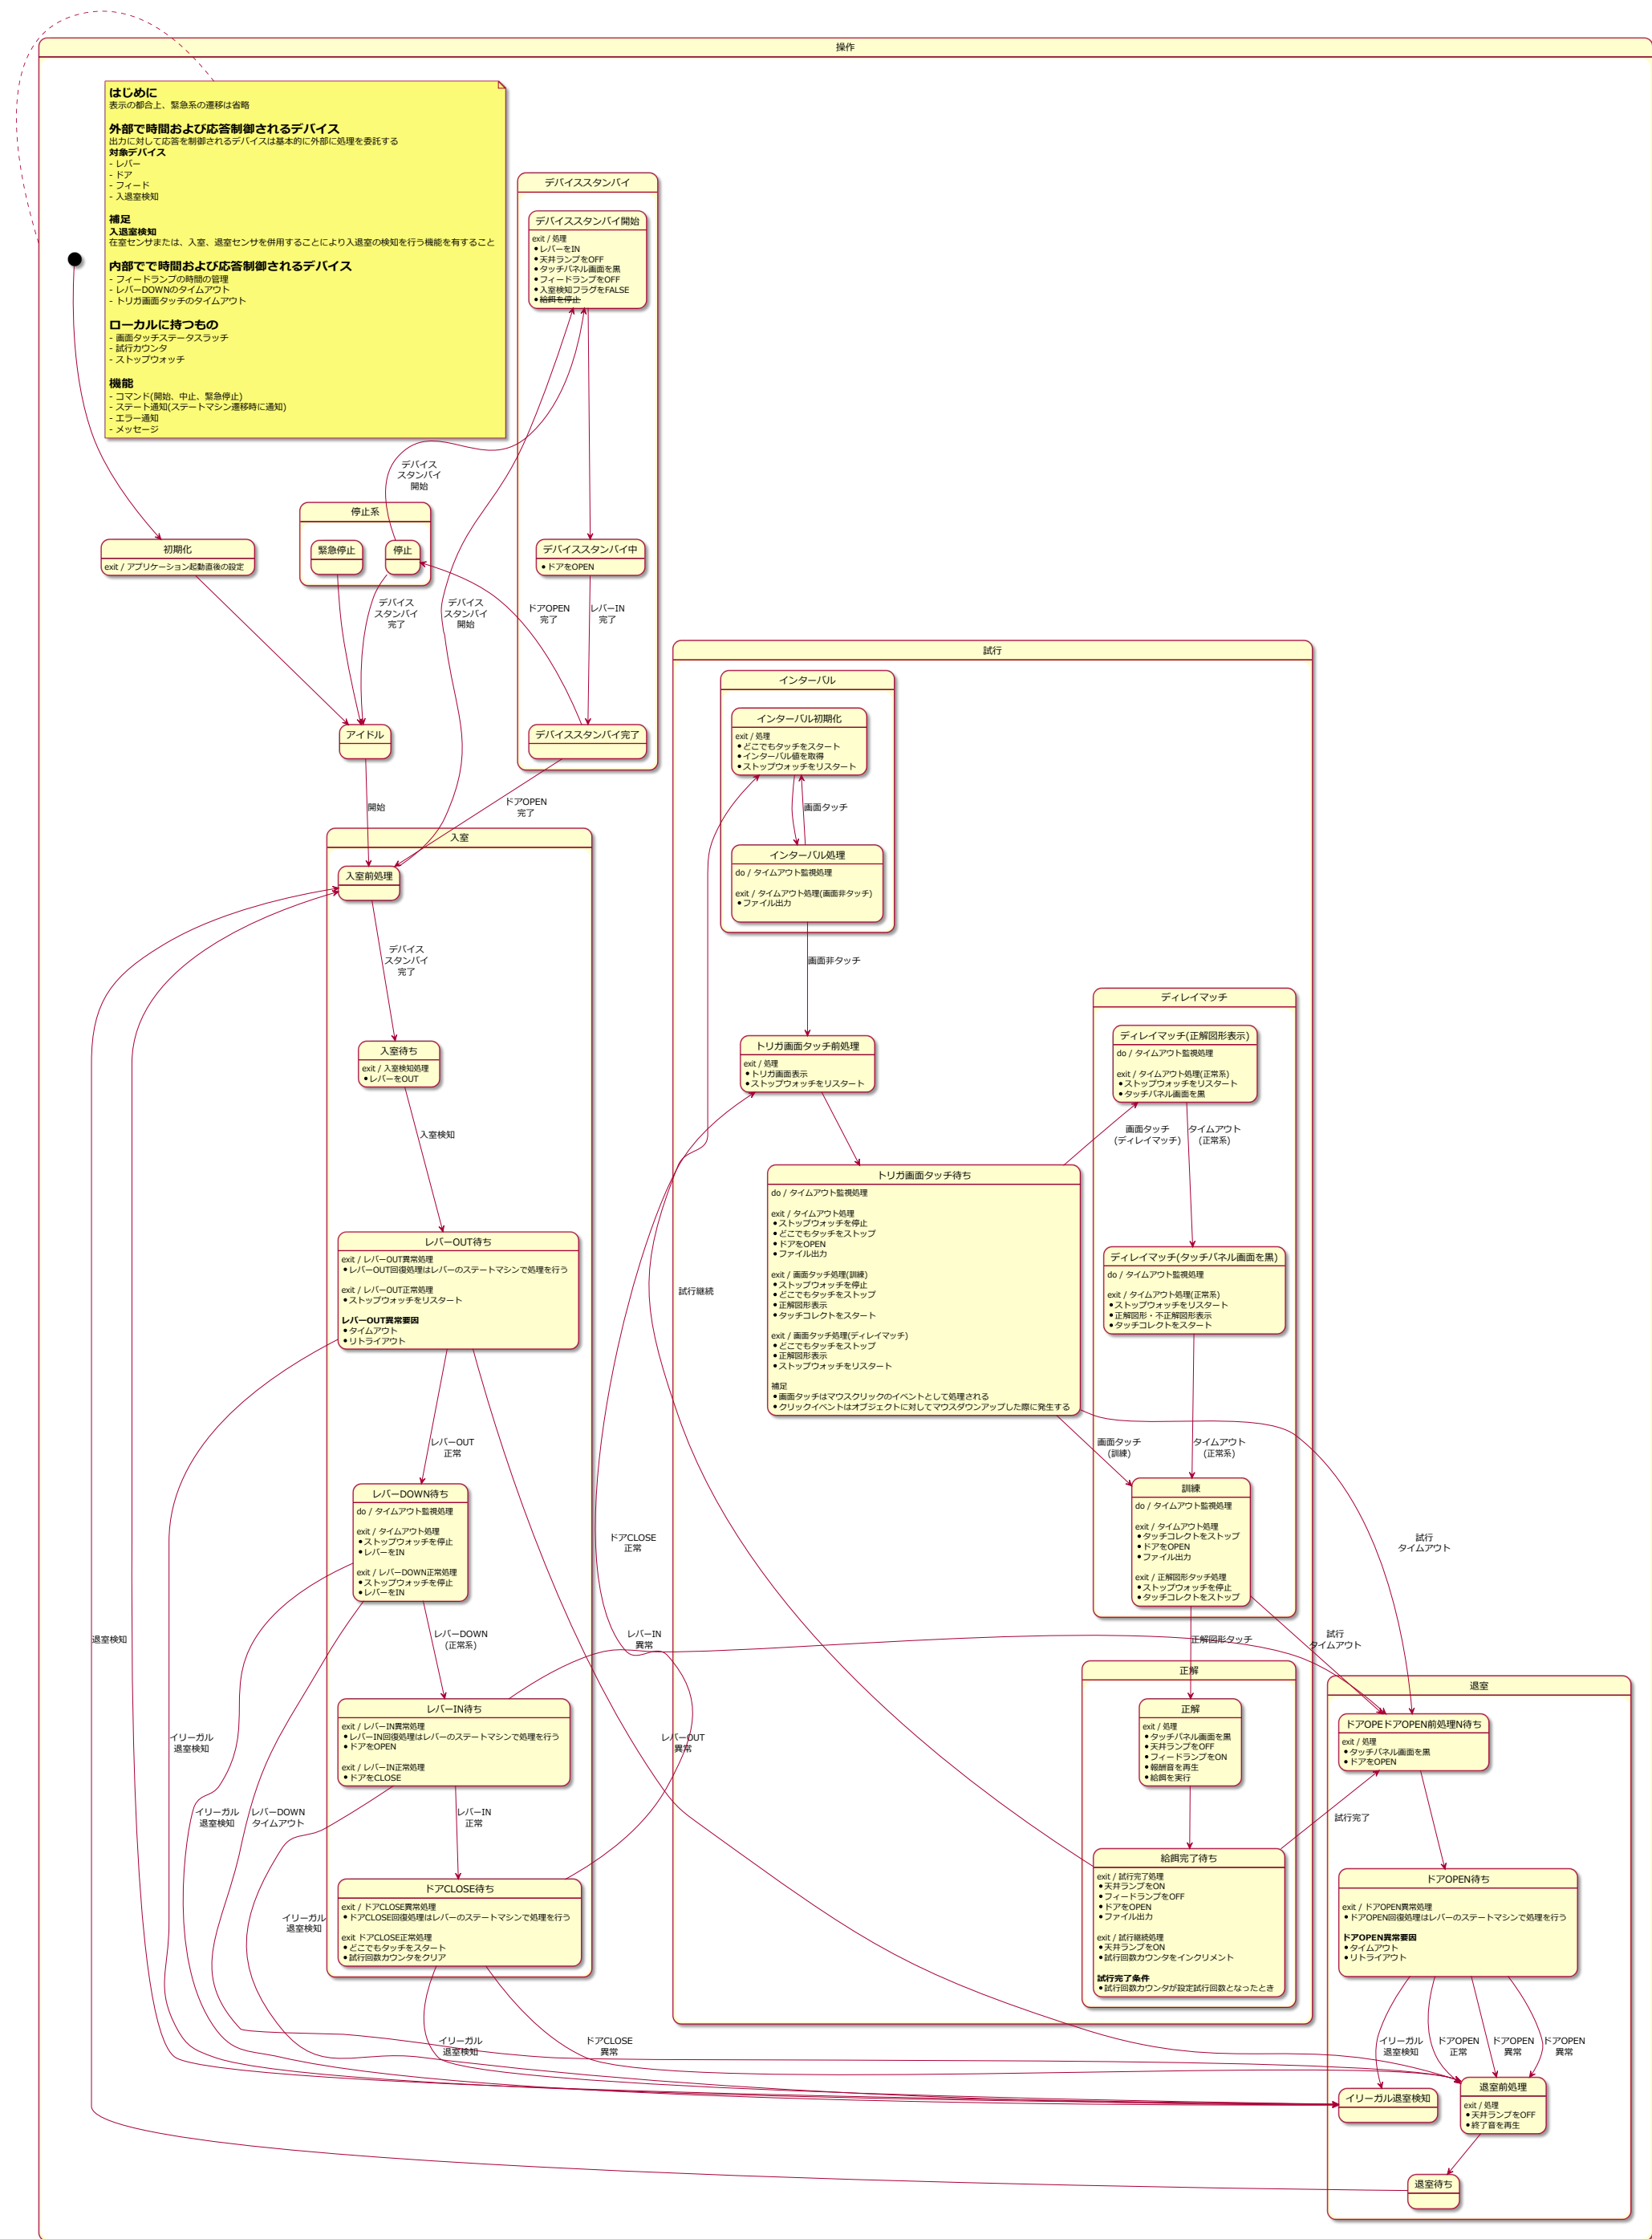 操作
はじめに
表示の都合上、緊急系の遷移は省略
外部で時間および応答制御されるデバイス
出力に対して応答を制御されるデバイスは基本的に外部に処理を委託する
対象デバイス
- レバー
- ドア
- フィード
- 入退室検知
補足
入退室検知
在室センサまたは、入室、退室センサを併用することにより入退室の検知を行う機能を有すること
内部でで時間および応答制御されるデバイス
- フィードランプの時間の管理
- レバーDOWNのタイムアウト
- トリガ画面タッチのタイムアウト
ローカルに持つもの
- 画面タッチステータスラッチ
- 試行カウンタ
- ストップウォッチ
機能
- コマンド(開始、中止、緊急停止)
- ステート通知(ステートマシン遷移時に通知)
- エラー通知
- メッセージ
デバイススタンバイ
デバイススタンバイ開始
exit / 処理
•レバーをIN
•天井ランプをOFF
•タッチパネル画面を黒
•フィードランプをOFF
•入室検知フラグをFALSE
•給餌を停止
デバイス
スタンバイ
開始
停止系
緊急停止
停止
初期化
exit / アプリケーション起動直後の設定
デバイススタンバイ中
•ドアをOPEN
デバイス
スタンバイ
完了
デバイス
スタンバイ
開始
ドアOPEN
完了
レバーIN
完了
アイドル
デバイススタンバイ完了
開始
ドアOPEN
完了
試行
インターバル
インターバル初期化
exit / 処理
•どこでもタッチをスタート
•インターバル値を取得
•ストップウォッチをリスタート
画面タッチ
インターバル処理
do / タイムアウト監視処理
exit / タイムアウト処理(画面非タッチ)
•ファイル出力
画面非タッチ
入室
入室前処理
デバイス
スタンバイ
完了
入室待ち
exit / 入室検知処理
•レバーをOUT
入室検知
トリガ画面タッチ前処理
exit / 処理
•トリガ画面表示
•ストップウォッチをリスタート
ディレイマッチ
ディレイマッチ(正解図形表示)
do / タイムアウト監視処理
exit / タイムアウト処理(正常系)
•ストップウォッチをリスタート
•タッチパネル画面を黒
画面タッチ
(ディレイマッチ)
タイムアウト
(正常系)
トリガ画面タッチ待ち
do / タイムアウト監視処理
exit / タイムアウト処理
•ストップウォッチを停止
•どこでもタッチをストップ
•ドアをOPEN
•ファイル出力
exit / 画面タッチ処理(訓練)
•ストップウォッチを停止
•どこでもタッチをストップ
•正解図形表示
•タッチコレクトをスタート
exit / 画面タッチ処理(ディレイマッチ)
•どこでもタッチをストップ
•正解図形表示
•ストップウォッチをリスタート
補足
•画面タッチはマウスクリックのイベントとして処理される
•クリックイベントはオブジェクトに対してマウスダウンアップした際に発生する
ディレイマッチ(タッチパネル画面を黒)
do / タイムアウト監視処理
exit / タイムアウト処理(正常系)
•ストップウォッチをリスタート
•正解図形・不正解図形表示
•タッチコレクトをスタート
レバーOUT待ち
exit / レバーOUT異常処理
•レバーOUT回復処理はレバーのステートマシンで処理を行う
exit / レバーOUT正常処理
•ストップウォッチをリスタート
レバーOUT異常要因
•タイムアウト
•リトライアウト
試行継続
レバーOUT
正常
画面タッチ
(訓練)
タイムアウト
(正常系)
レバーDOWN待ち
do / タイムアウト監視処理
exit / タイムアウト処理
•ストップウォッチを停止
•レバーをIN
exit / レバーDOWN正常処理
•ストップウォッチを停止
•レバーをIN
訓練
do / タイムアウト監視処理
exit / タイムアウト処理
•タッチコレクトをストップ
•ドアをOPEN
•ファイル出力
exit / 正解図形タッチ処理
•ストップウォッチを停止
•タッチコレクトをストップ
ドアCLOSE
正常
試行
タイムアウト
退室検知
レバーDOWN
(正常系)
レバーIN
異常
正解図形タッチ
試行
タイムアウト
レバーIN待ち
exit / レバーIN異常処理
•レバーIN回復処理はレバーのステートマシンで処理を行う
•ドアをOPEN
exit / レバーIN正常処理
•ドアをCLOSE
イリーガル
退室検知
レバーOUT
異常
正解
正解
exit / 処理
•タッチパネル画面を黒
•天井ランプをOFF
•フィードランプをON
•報酬音を再生
•給餌を実行
退室
ドアOPEドアOPEN前処理N待ち
exit / 処理
•タッチパネル画面を黒
•ドアをOPEN
イリーガル
退室検知
レバーDOWN
タイムアウト
レバーIN
正常
試行完了
ドアCLOSE待ち
exit / ドアCLOSE異常処理
•ドアCLOSE回復処理はレバーのステートマシンで処理を行う
exit ドアCLOSE正常処理
•どこでもタッチをスタート
•試行回数カウンタをクリア
イリーガル
退室検知
給餌完了待ち
exit / 試行完了処理
•天井ランプをON
•フィードランプをOFF
•ドアをOPEN
•ファイル出力
exit / 試行継続処理
•天井ランプをON
•試行回数カウンタをインクリメント
試行完了条件
•試行回数カウンタが設定試行回数となったとき
ドアOPEN待ち
exit / ドアOPEN異常処理
•ドアOPEN回復処理はレバーのステートマシンで処理を行う
ドアOPEN異常要因
•タイムアウト
•リトライアウト
イリーガル
退室検知
ドアCLOSE
異常
イリーガル
退室検知
ドアOPEN
正常
ドアOPEN
異常
ドアOPEN
異常
イリーガル退室検知
退室前処理
exit / 処理
•天井ランプをOFF
•終了音を再生
退室待ち